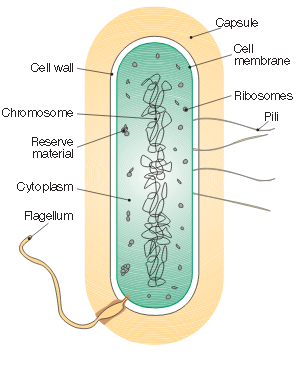 Capsule
Cell
membrane
Cell wall
Ribosomes
Chromosome
Pili
Reserve
material
Cytoplasm
Flagellum